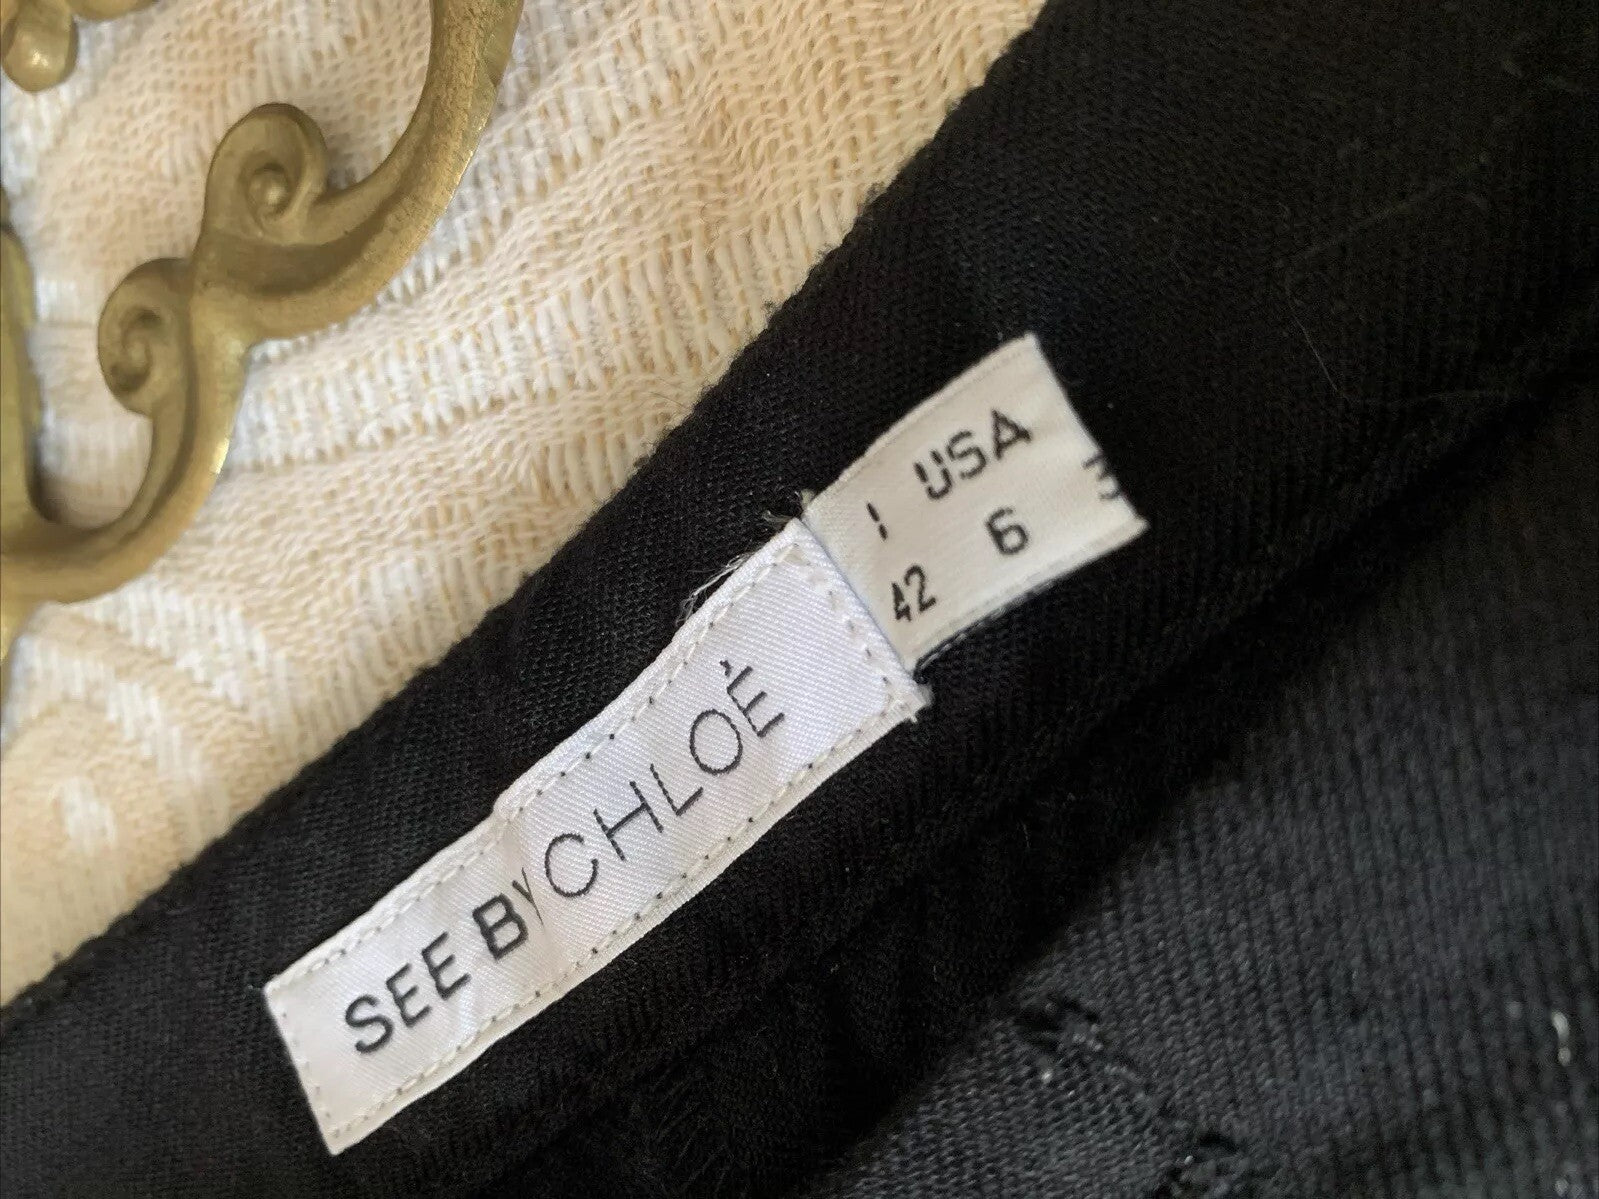 SEE BY CHLOÉ
I USA
42 6